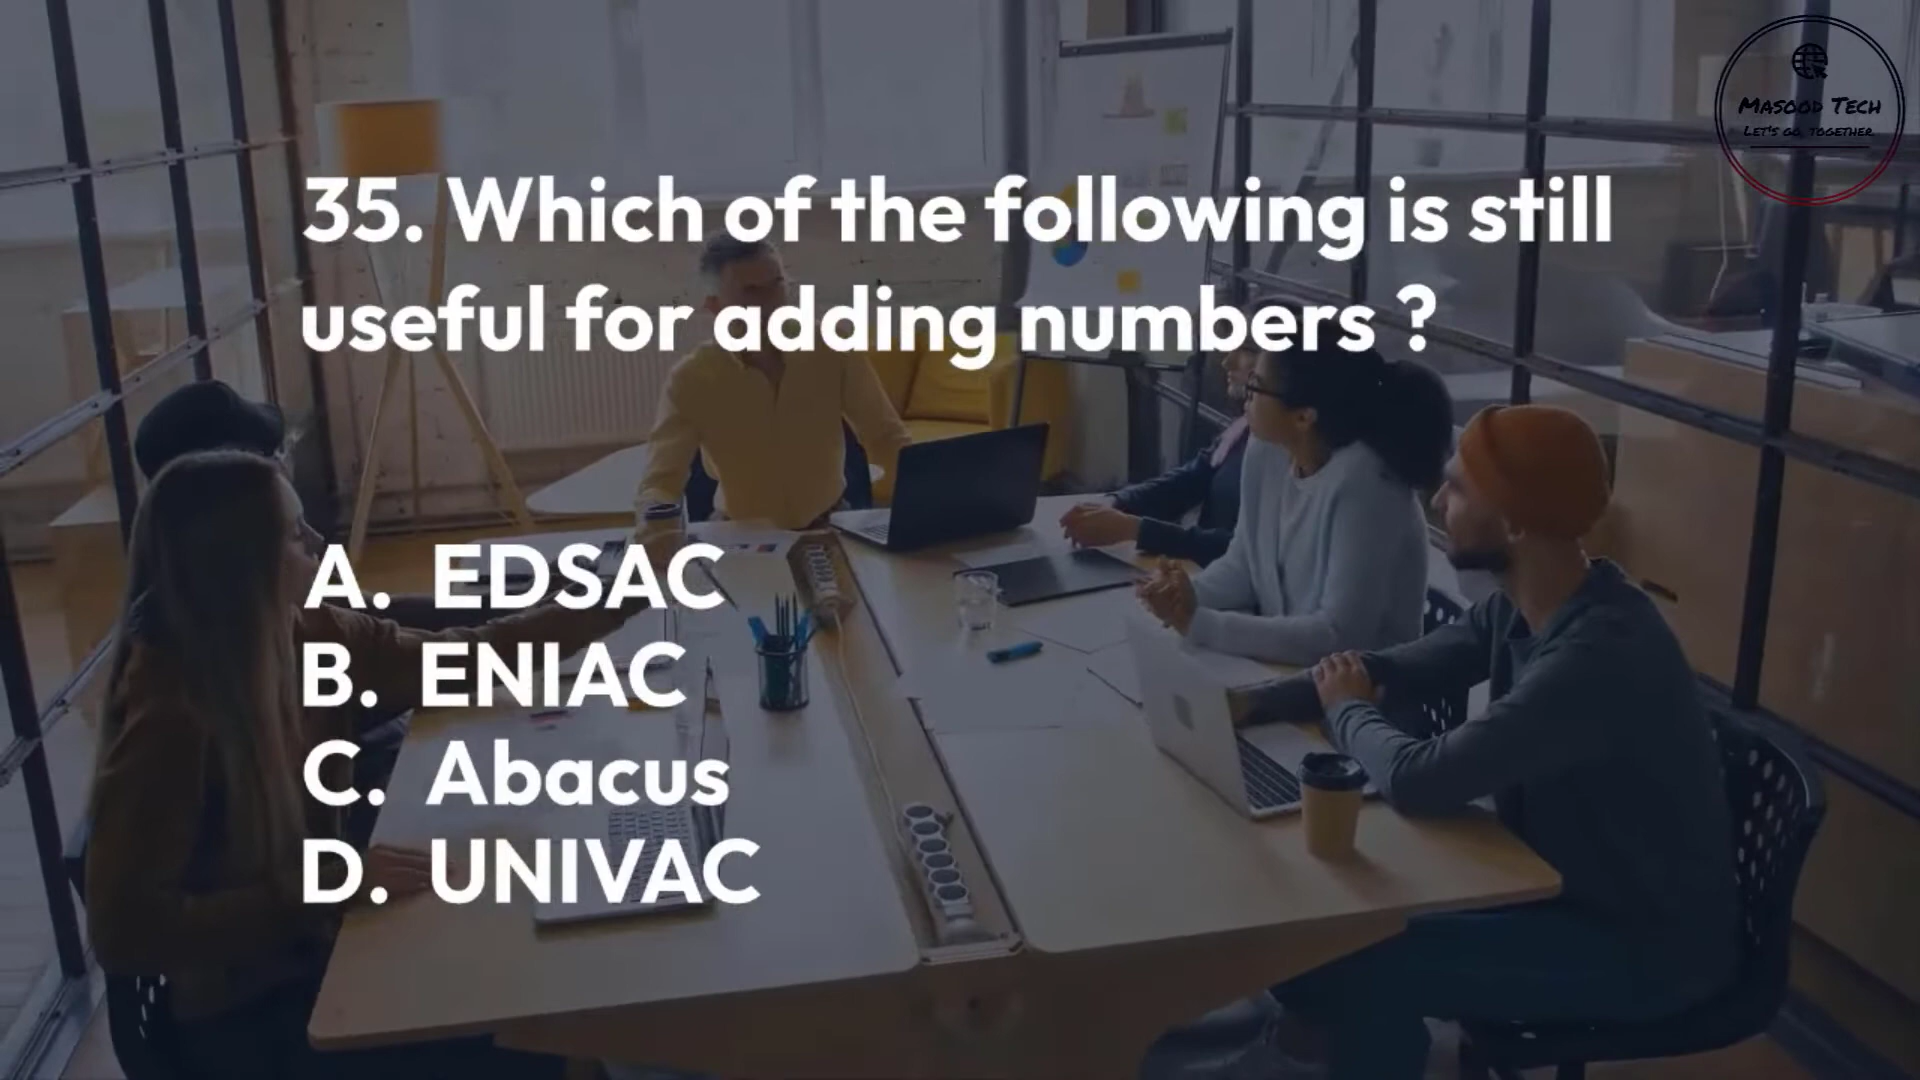 MASOOD TECH
LET'S GO, TOGETHER
35. Which of the following is still
useful for adding numbers ?
A. EDSAC
B. ENIAC
C. Abacus
D. UNIVAC